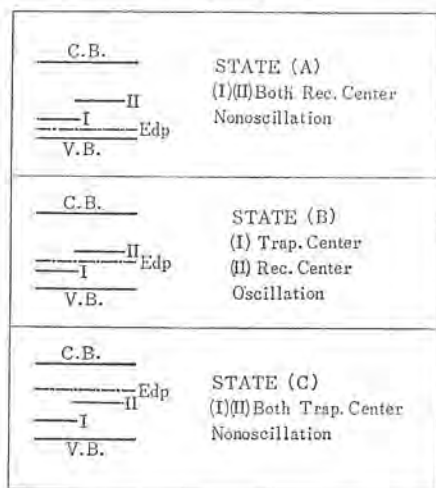 C.B.
II
I
Edp
V.B.
STATE (A)
(I)(II)Both Rec. Center
Nonoscillation
C.B.
II
Edp
I
V.B.
STATE (B)
(I) Trap. Center
(II) Rec. Center
Oscillation
C.B.
Edp
II
I
V.B.
STATE (C)
(I)(II)Both Trap. Center
Nonoscillation